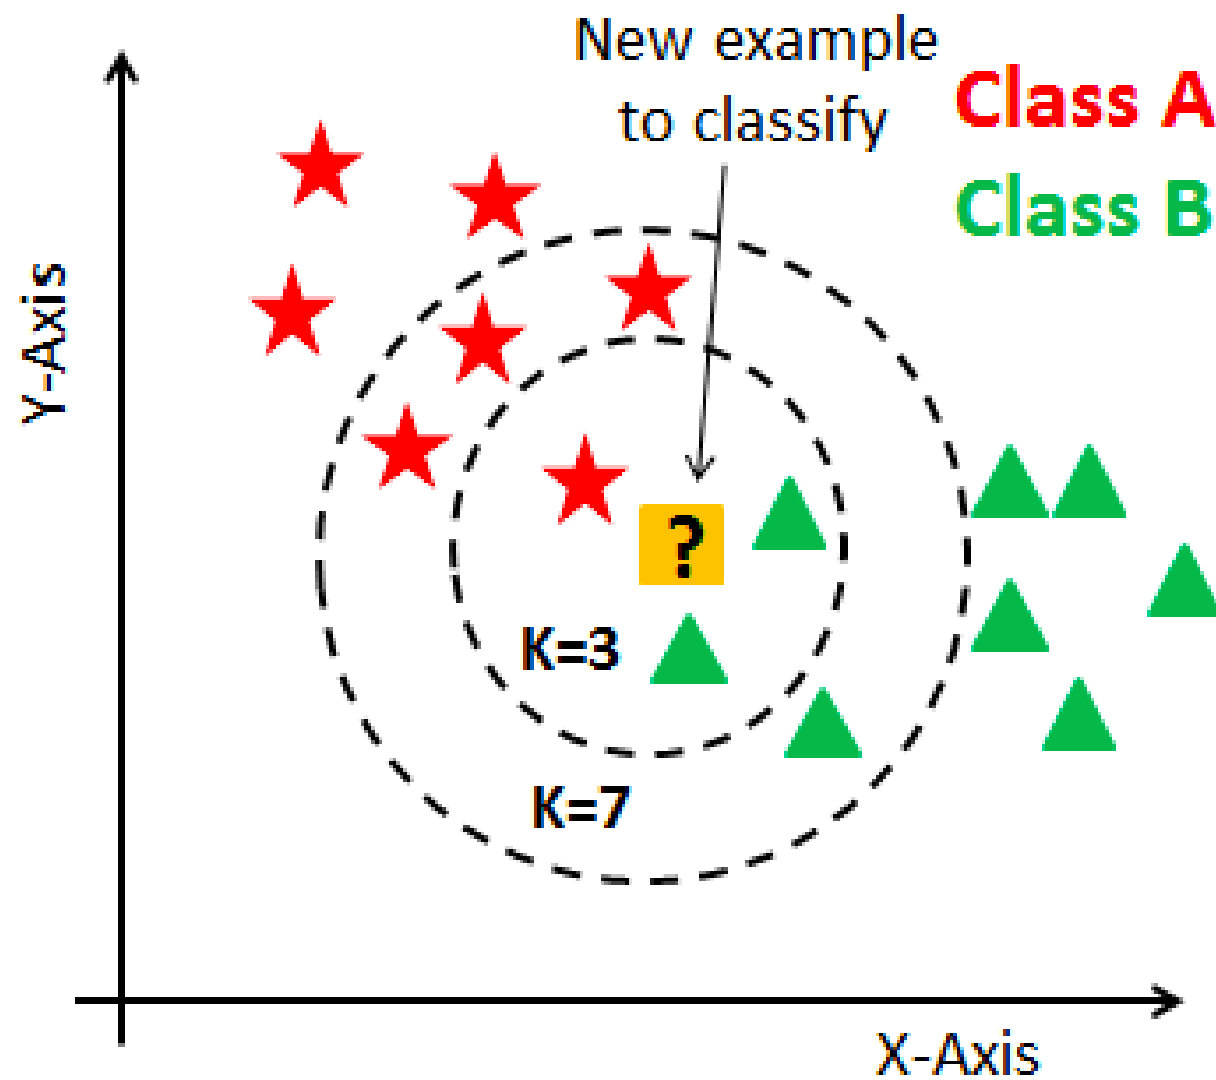 New example
to classify
Class A
Class B
Y-Axis
?
K=3
K=7
X-Axis